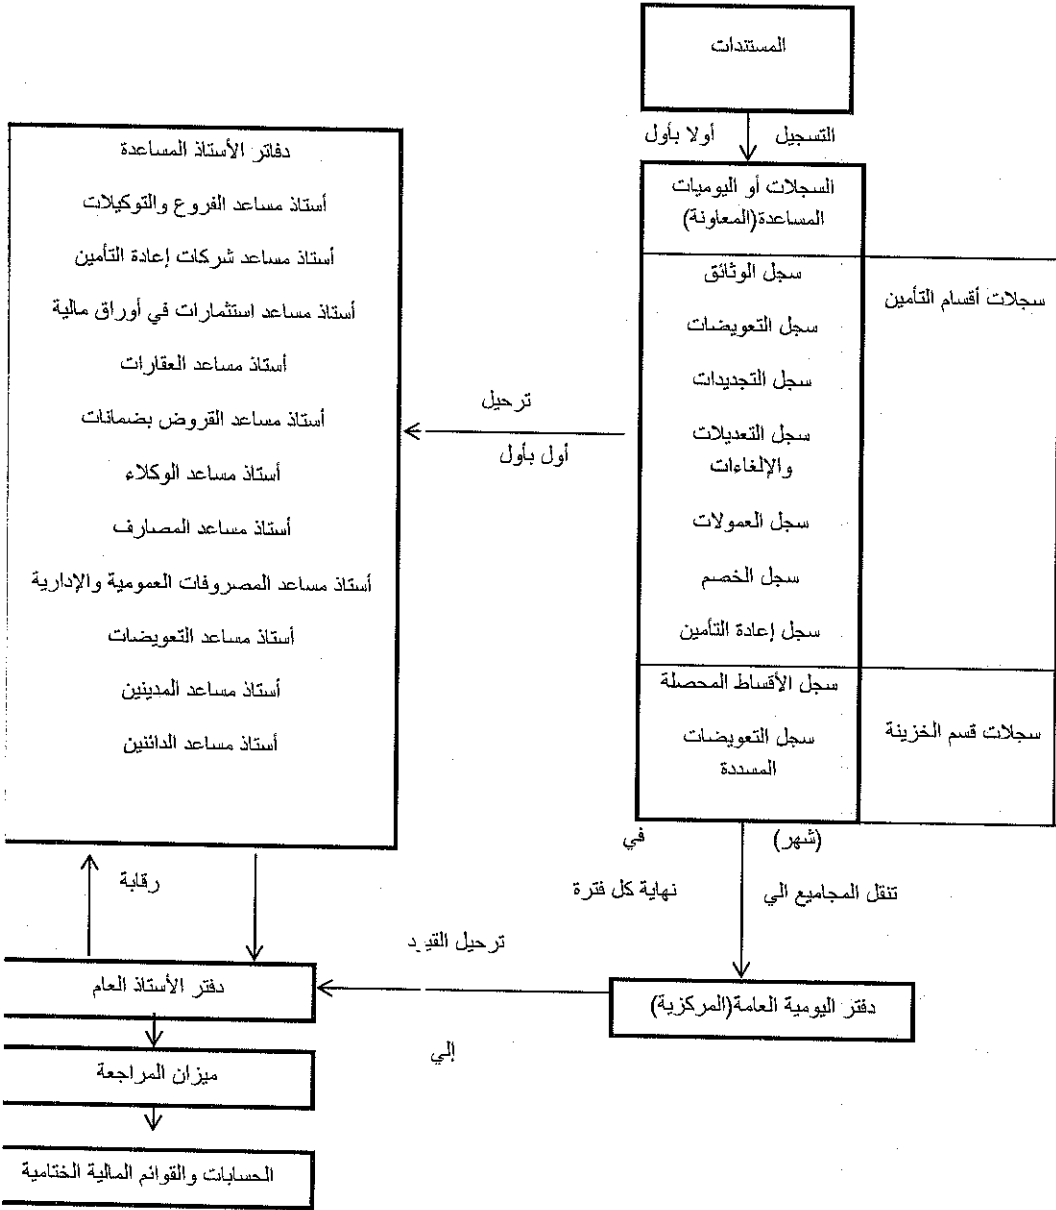 المستندات
التسجيل
أولا بأول
السجلات أو اليوميات
المساعدة(المعاونة)
سجلات أقسام التأمين
سجل الوثائق
سجل التعويضات
سجل التجديدات
سجل التعديلات
والإلغاءات
سجل العمولات
سجل الخصم
سجل إعادة التأمين
سجلات قسم الخزينة
سجل الأقساط المحصلة
سجل التعويضات
المسددة
ترحيل
أول بأول
دفاتر الأستاذ المساعدة
أستاذ مساعد الفروع والتوكيلات
أستاذ مساعد شركات إعادة التأمين
أستاذ مساعد استثمارات في أوراق مالية
أستاذ مساعد العقارات
أستاذ مساعد القروض بضمانات
أستاذ مساعد الوكلاء
أستاذ مساعد المصارف
أستاذ مساعد المصروفات العمومية والإدارية
أستاذ مساعد التعويضات
أستاذ مساعد المدينين
أستاذ مساعد الدائنين
(شهر)
في
تنقل المجاميع الي
نهاية كل فترة
رقابة
دفتر اليومية العامة(المركزية)
ترحيل القيد
إلي
دفتر الأستاذ العام
ميزان المراجعة
الحسابات والقوائم المالية الختامية